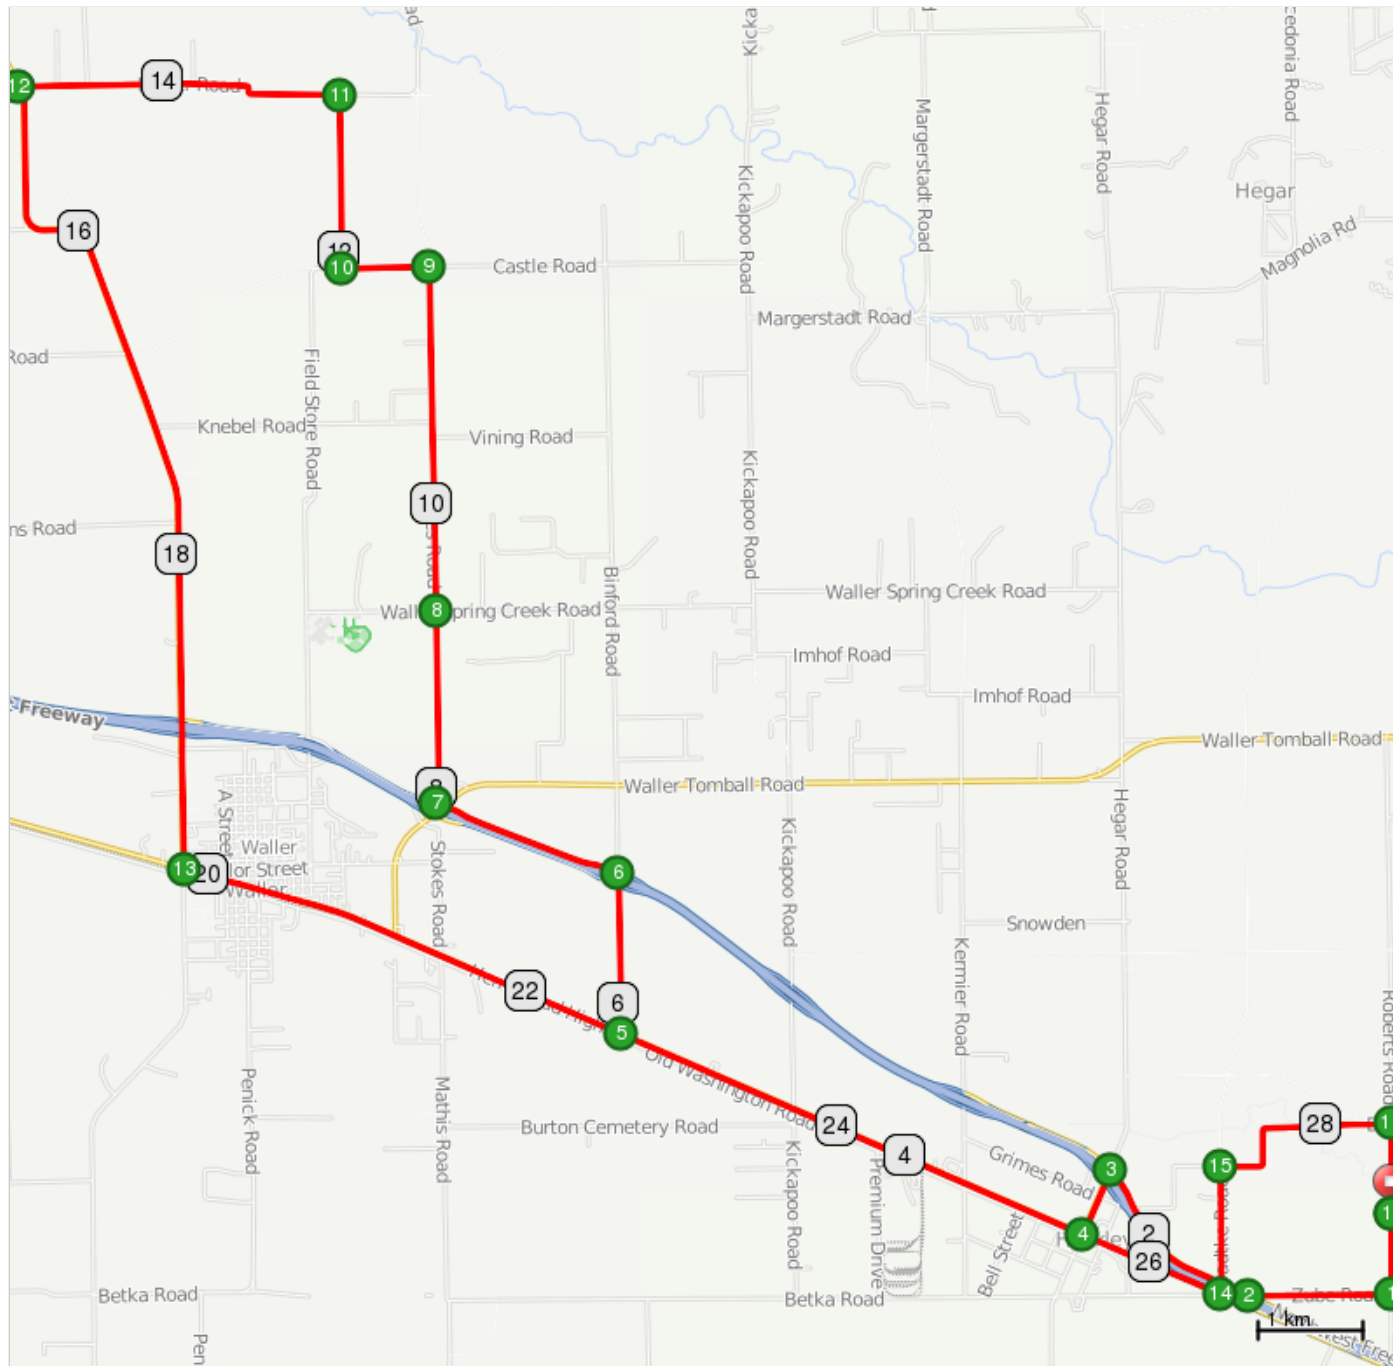 Hegar Road
Margerstadt Road
Kickapoo Road
12
14
Road
11
Hegar
16
Magnolia Rd
10
9
Castle Road
Margerstadt Road
Road
Field Store Road
Knebel Road
Vining Road
Kickapoo Road
10
Road
18
Binford Road
8
Spring Creek Road
Waller Spring Creek Road
Imhof Road
Imhof Road
Freeway
Waller Tomball Road
Waller Tomball Road
7
A Street
Waller
Street
Waller
13
20
Stokes Road
6
Kickapoo Road
Hegar Road
Snowden
Kermier Road
22
6
5
Old Washington Road
Roberts Road
Penick Road
Mathis Road
Burton Cemetery Road
24
4
28
Kickapoo Road
Premium Drive
Grimes Road
3
15
4
2
26
Bell Street
Betka Road
Betka Road
14
2
1 km